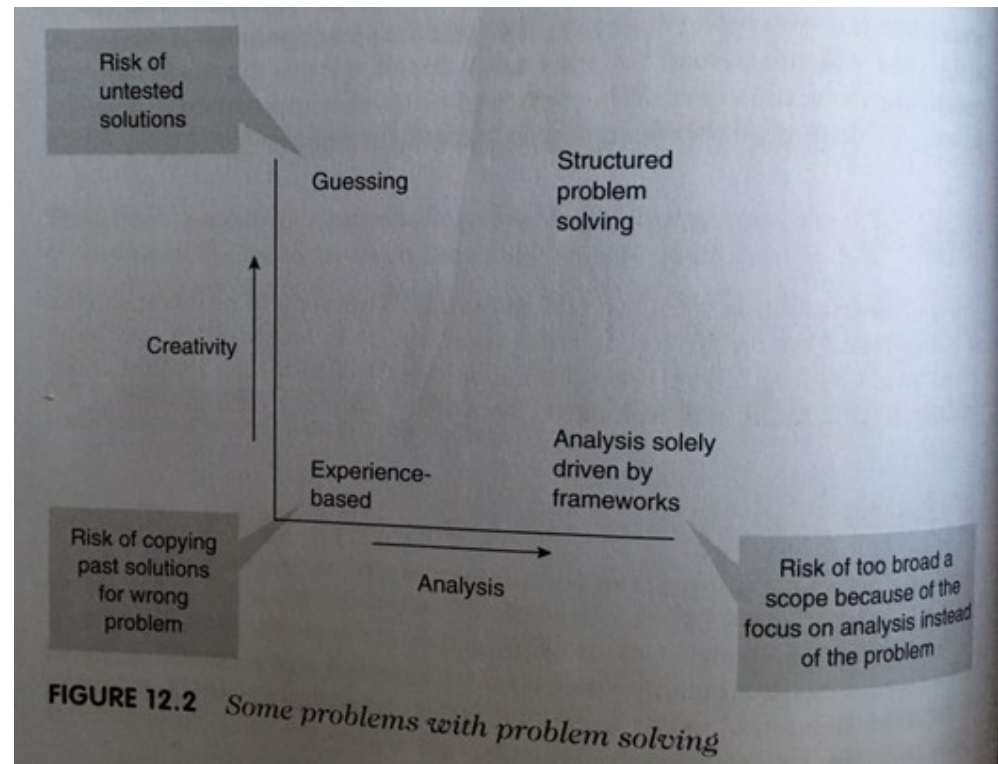 Risk of
untested
solutions
Guessing
Structured
problem
solving
Creativity
Experience-
based
Analysis solely
driven by
frameworks
Risk of copying
past solutions
for wrong
problem
Analysis
Risk of too broad a
scope because of the
focus on analysis instead
of the problem
FIGURE 12.2 Some problems with problem solving